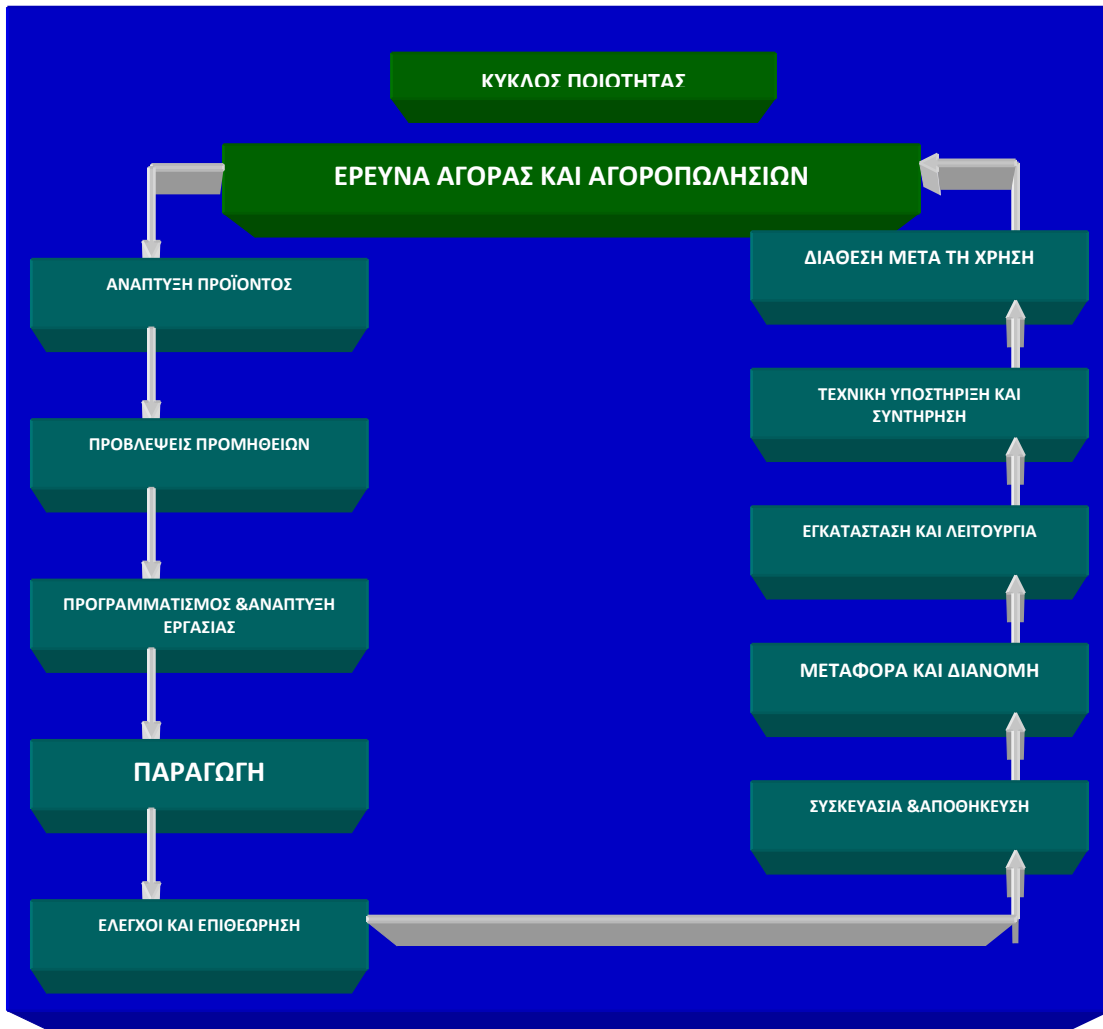 ΚΥΚΛΟΣ ΠΟΙΟΤΗΤΑΣ
ΕΡΕΥΝΑ ΑΓΟΡΑΣ ΚΑΙ ΑΓΟΡΟΠΩΛΗΣΙΩΝ
ΑΝΑΠΤΥΞΗ ΠΡΟΪΟΝΤΟΣ
ΠΡΟΒΛΕΨΕΙΣ ΠΡΟΜΗΘΕΙΩΝ
ΠΡΟΓΡΑΜΜΑΤΙΣΜΟΣ &ΑΝΑΠΤΥΞΗ
ΕΡΓΑΣΙΑΣ
ΠΑΡΑΓΩΓΗ
ΕΛΕΓΧΟΙ ΚΑΙ ΕΠΙΘΕΩΡΗΣΗ
ΣΥΣΚΕΥΑΣΙΑ &ΑΠΟΘΗΚΕΥΣΗ
ΜΕΤΑΦΟΡΑ ΚΑΙ ΔΙΑΝΟΜΗ
ΕΓΚΑΤΑΣΤΑΣΗ ΚΑΙ ΛΕΙΤΟΥΡΓΙΑ
ΤΕΧΝΙΚΗ ΥΠΟΣΤΗΡΙΞΗ ΚΑΙ
ΣΥΝΤΗΡΗΣΗ
ΔΙΑΘΕΣΗ ΜΕΤΑ ΤΗ ΧΡΗΣΗ